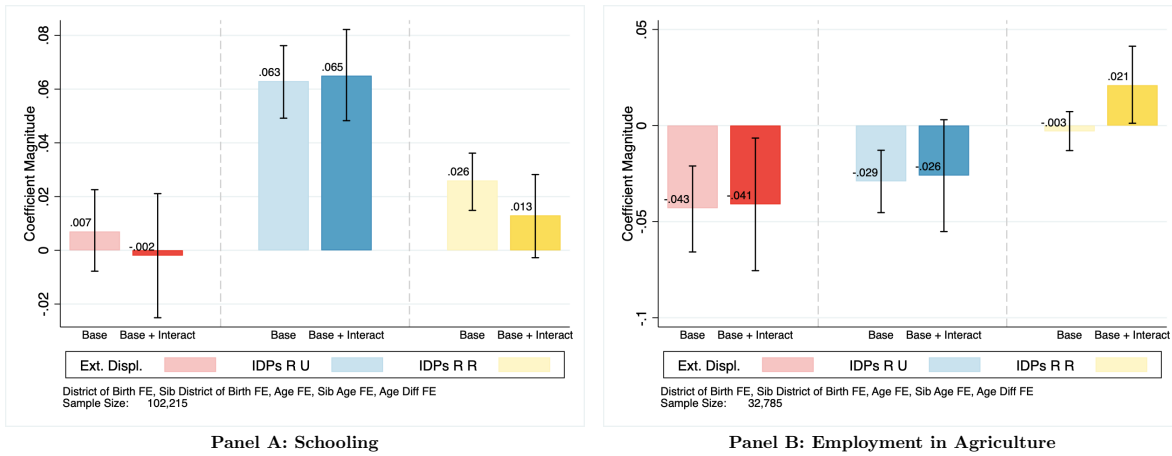 Coefficient Magnitude
.08
.06
.04
.02
0
-.02
.007
-.002
.063
.065
.026
.013
Base Base + Interact Base Base + Interact Base Base + Interact
Ext. Displ. IDPs R U IDPs R R
District of Birth FE, Sib District of Birth FE, Age FE, Sib Age FE, Age Diff FE
Sample Size: 102,215
Panel A: Schooling
Coefficient Magnitude
.05
0
-.05
-.1
-.043
-.041
-.029
-.026
-.003
.021
Base Base + Interact Base Base + Interact Base Base + Interact
Ext. Displ. IDPs R U IDPs R R
District of Birth FE, Sib District of Birth FE, Age FE, Sib Age FE, Age Diff FE
Sample Size: 32,785
Panel B: Employment in Agriculture